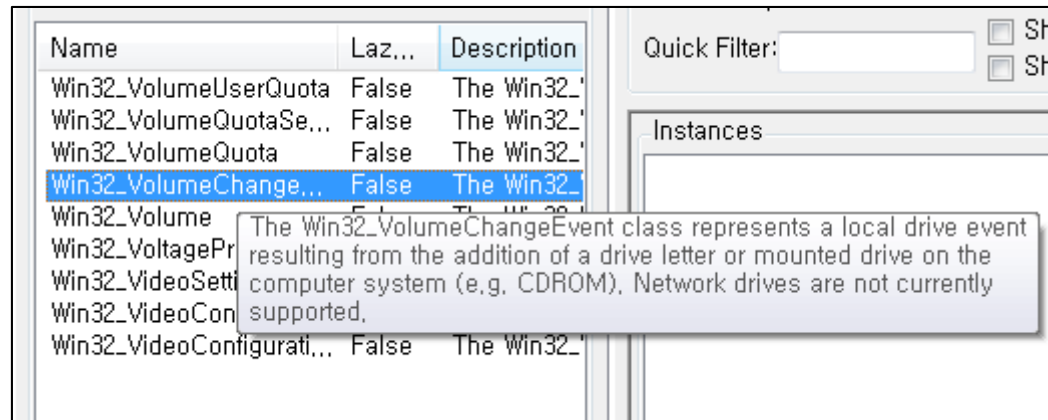 Name Laz... Description
Win32_VolumeUserQuota False The Win32_
Win32_VolumeQuotaSe... False The Win32_
Win32_VolumeQuota False The Win32_
Win32_VolumeChange... False The Win32_
Win32_Volume
Win32_VoltagePr
Win32_VideoSetti
Win32_VideoCon
Win32_VideoConfigurati... False The Win32_
The Win32_VolumeChangeEvent class represents a local drive event
resulting from the addition of a drive letter or mounted drive on the
computer system (e.g. CDROM). Network drives are not currently
supported.
Quick Filter:
Sh
Sh
Instances